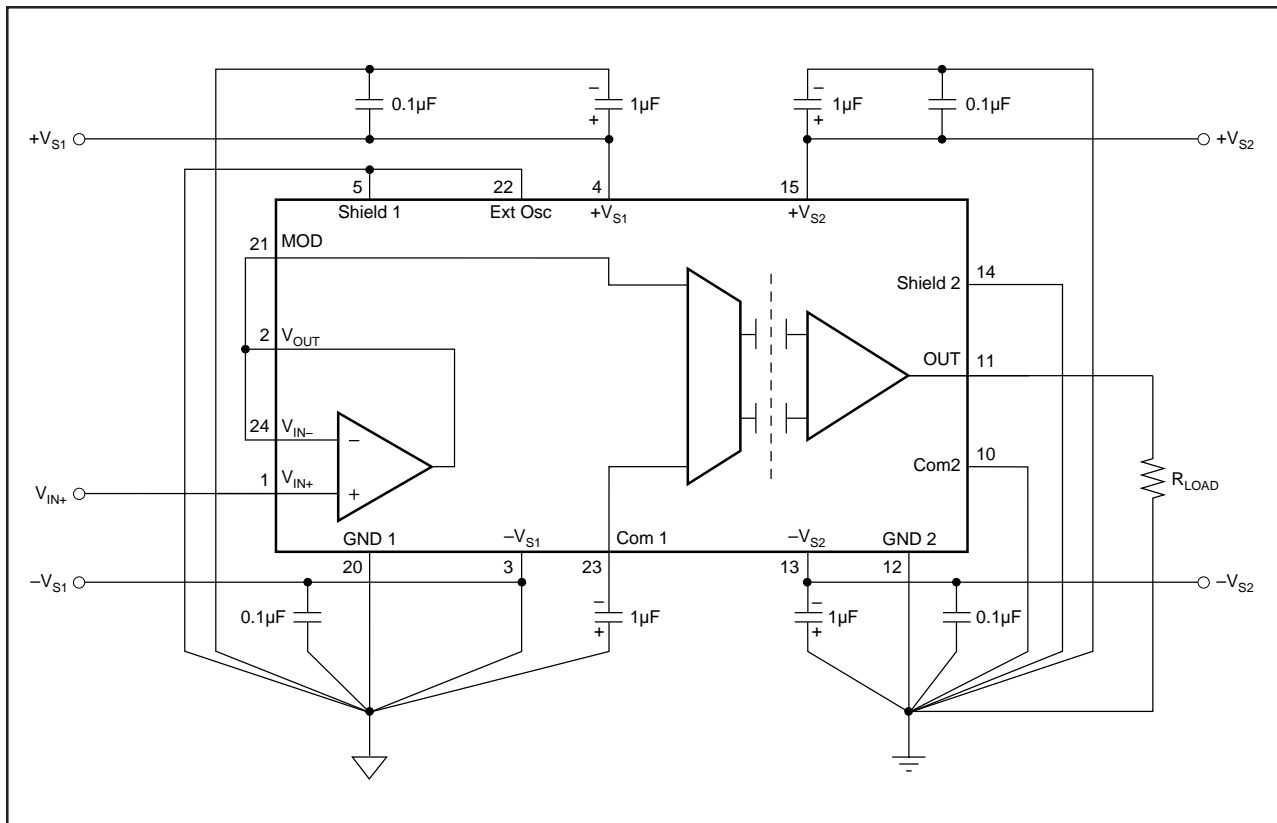 –
–
0.1µF
1µF
1µF
0.1µF
+
+
+VS1
+VS2
5
22
4
15
Shield 1
Ext Osc
+VS1
+VS2
21
MOD
Shield 2
14
2
VOUT
OUT
11
24
VIN–
–
Com2
10
VIN+
1
VIN+
+
RLOAD
GND 1
–VS1
Com 1
–VS2
GND 2
–VS1
20
3
23
13
12
–VS2
–
–
0.1µF
1µF
1µF
0.1µF
+
+